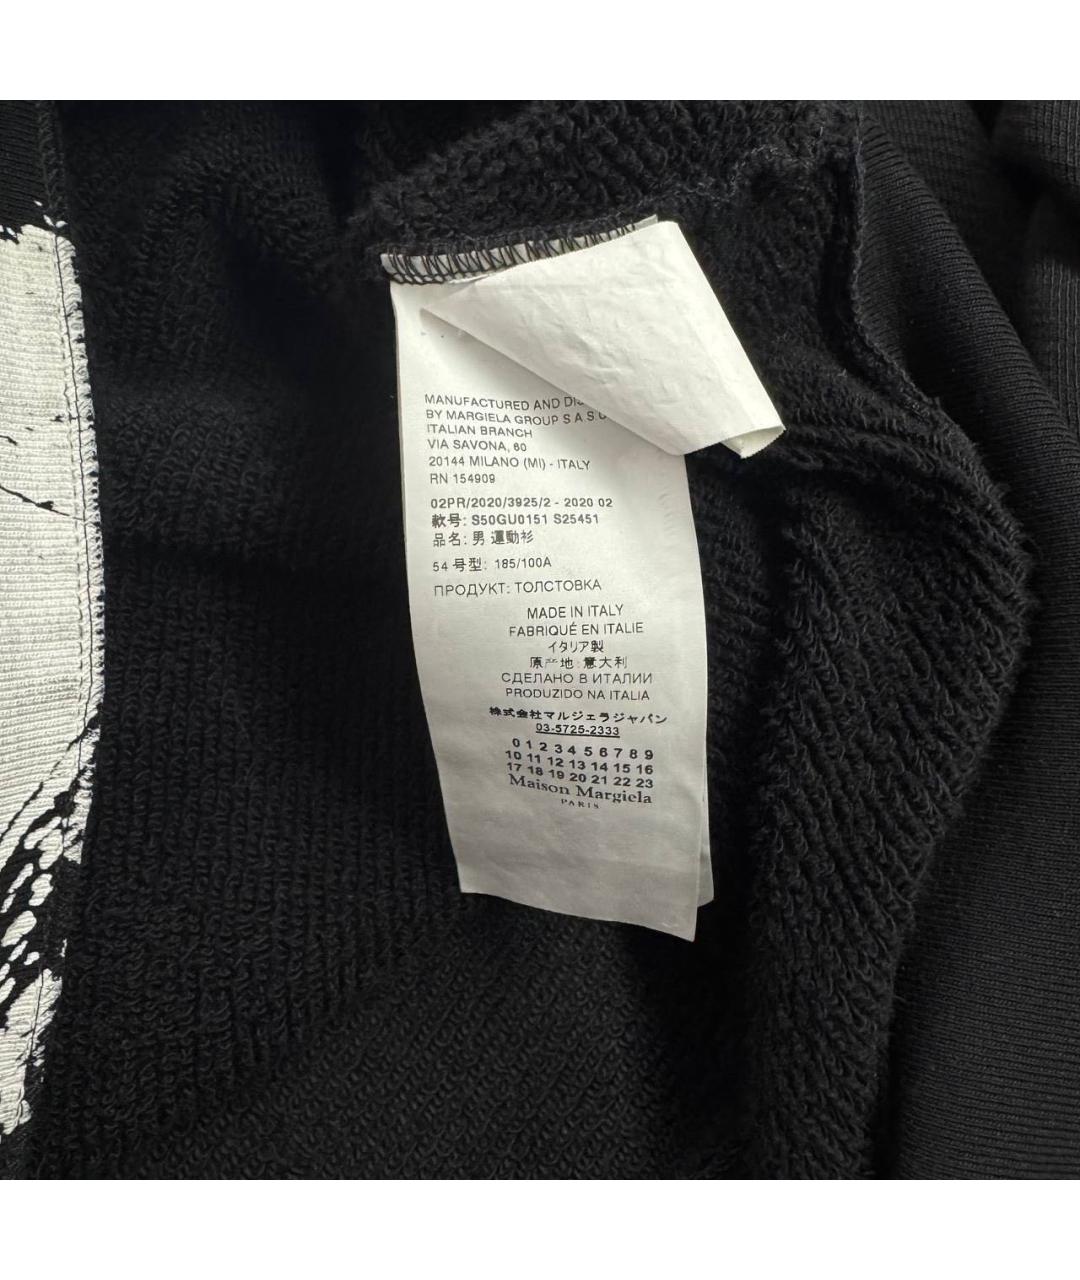 MANUFACTURED AND
BY MARGIELA GROUP S.A.S.U
ITALIAN BRANCH
VIA SAVONA, 60
20144 MILANO (MI) - ITALY
RN 154909
02PR/2020/3925/2 - 2020 02
款号: S50GU0151 S25451
品名: 男 運動衫
54 号型: 185/100A
ПРОДУКТ: ТОЛСТОВКА
MADE IN ITALY
FABRIQUÉ EN ITALIE
イタリア製
原产地: 意大利
СДЕЛАНО В ИТАЛИИ
PRODUZIDO NA ITALIA
株式会社マルジェラジャパン
03-5725-2333
0 1 2 3 4 5 6 7 8 9
10 11 12 13 14 15 16
17 18 19 20 21 22 23
Maison Margiela
PARIS